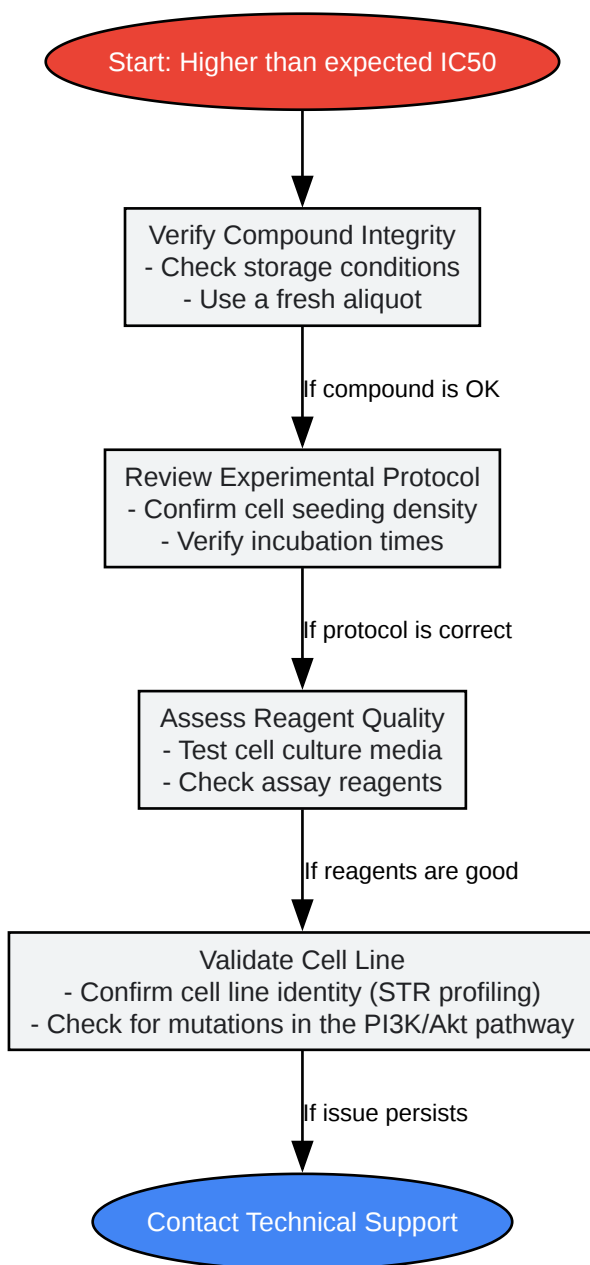 Start: Higher than expected IC50
Verify Compound Integrity
- Check storage conditions
- Use a fresh aliquot
If compound is OK
Review Experimental Protocol
- Confirm cell seeding density
- Verify incubation times
If protocol is correct
Assess Reagent Quality
- Test cell culture media
- Check assay reagents
If reagents are good
Validate Cell Line
- Confirm cell line identity (STR profiling)
- Check for mutations in the PI3K/Akt pathway
If issue persists
Contact Technical Support